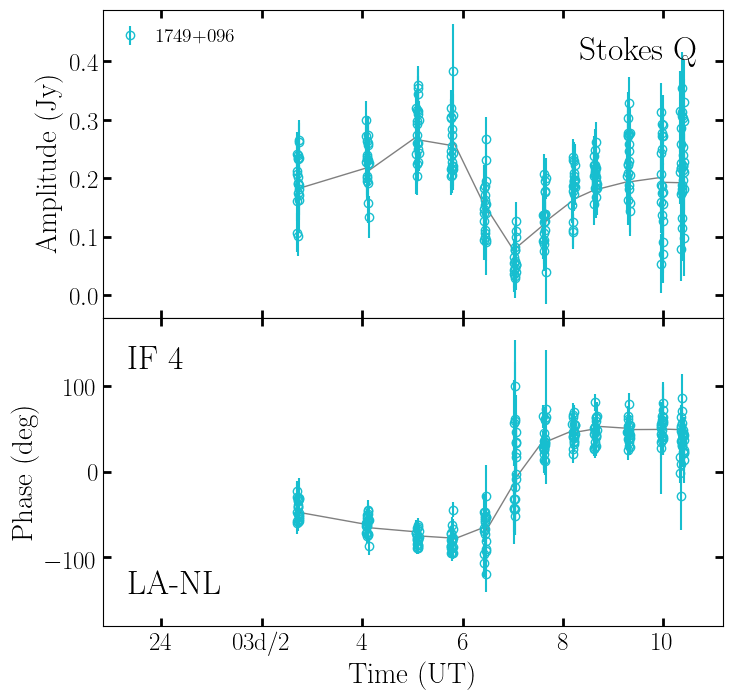 1749+096
Stokes Q
Amplitude (Jy)
0.4
0.3
0.2
0.1
0.0
IF 4
Phase (deg)
100
0
−100
LA-NL
24 03d/2 4 6 8 10
Time (UT)